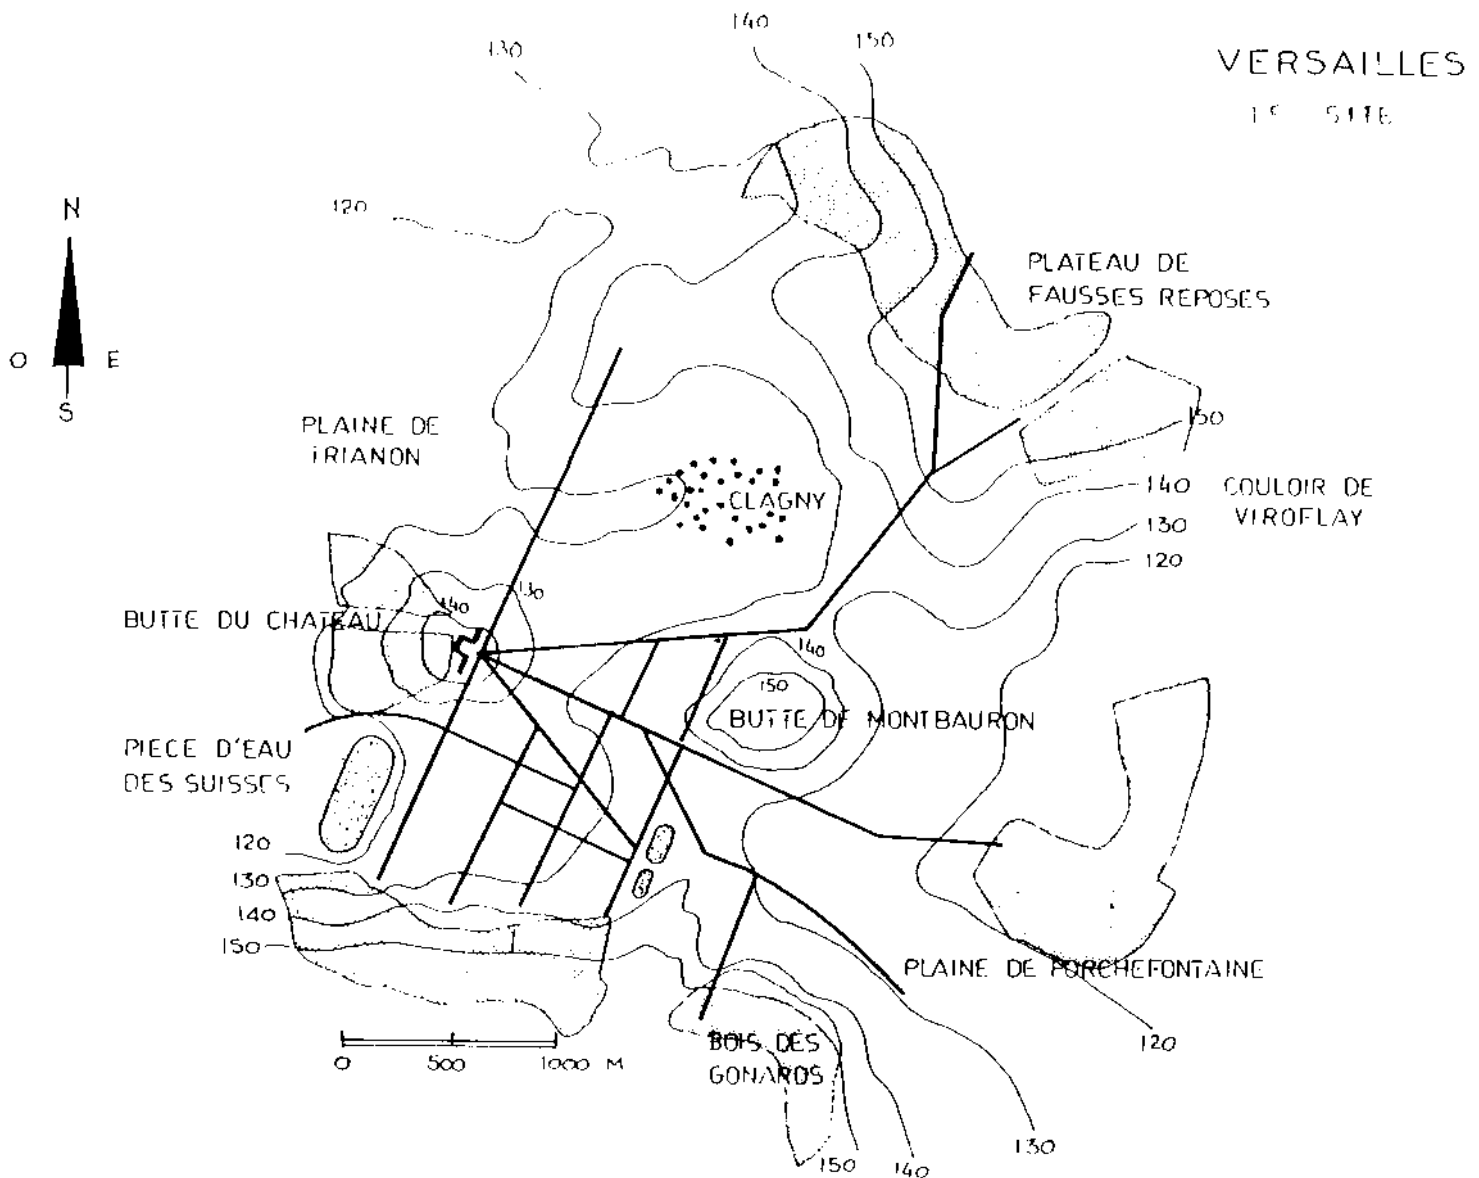 140
150
130
VERSAILLES
SITE
N
120
PLATEAU DE
FAUSSES REPOSES
O
E
S
150
PLAINE DE
TRIANON
140
COULOIR DE
VIROFLAY
CLAGNY
130
120
130
140
BUTTE DU CHATEAU
140
150
BUTTE DE MONTBAURON
PIECE D'EAU
DES SUISSES
120
130
140
150
PLAINE DE PORCHEFONTAINE
120
BOIS DES
GONARDS
0
500
1000 M
130
150
140